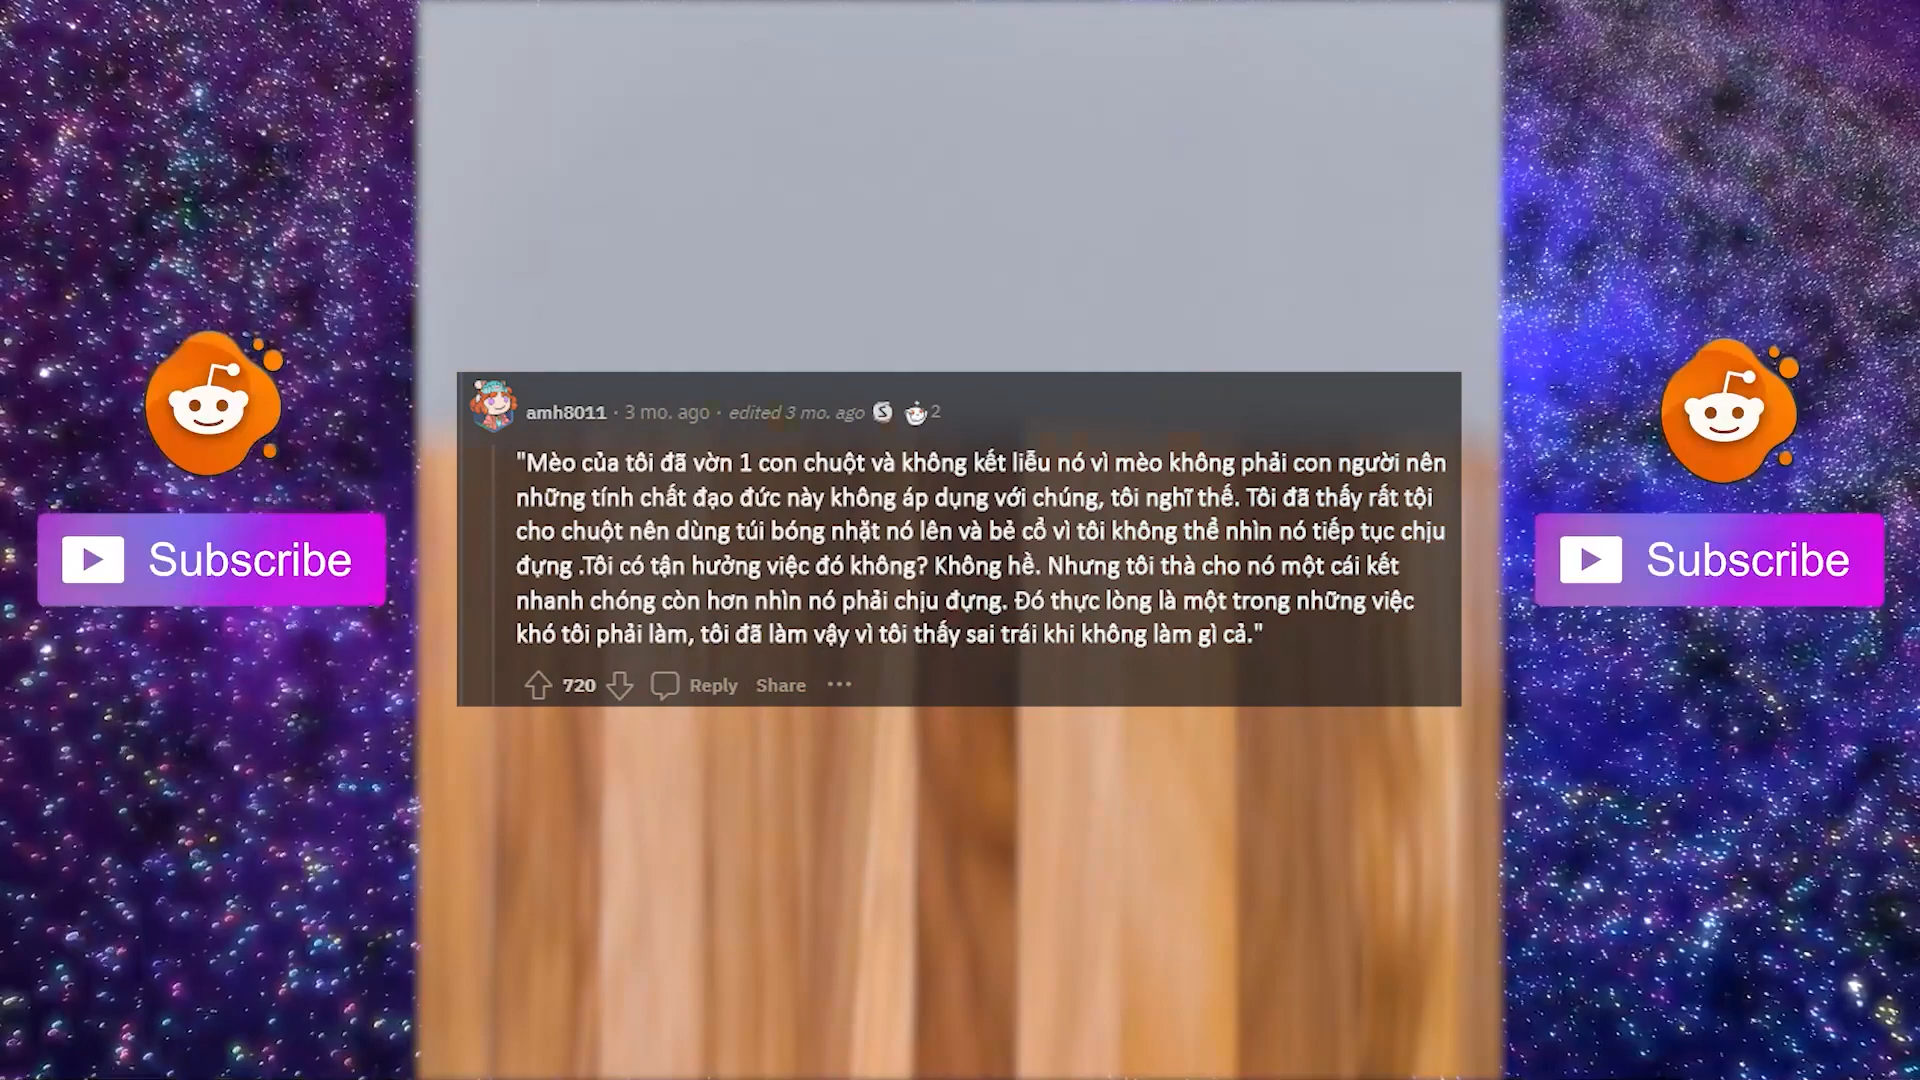 amh8011 · 3 mo. ago · edited 3 mo. ago 2
"Mèo của tôi đã vờn 1 con chuột và không kết liễu nó vì mèo không phải con người nên
những tính chất đạo đức này không áp dụng với chúng, tôi nghĩ thế. Tôi đã thấy rất tội
cho chuột nên dùng túi bóng nhặt nó lên và bẻ cổ vì tôi không thể nhìn nó tiếp tục chịu
đựng .Tôi có tận hưởng việc đó không? Không hề. Nhưng tôi thà cho nó một cái kết
nhanh chóng còn hơn nhìn nó phải chịu đựng. Đó thực lòng là một trong những việc
khó tôi phải làm, tôi đã làm vậy vì tôi thấy sai trái khi không làm gì cả."
720 Reply Share ···
Subscribe
Subscribe